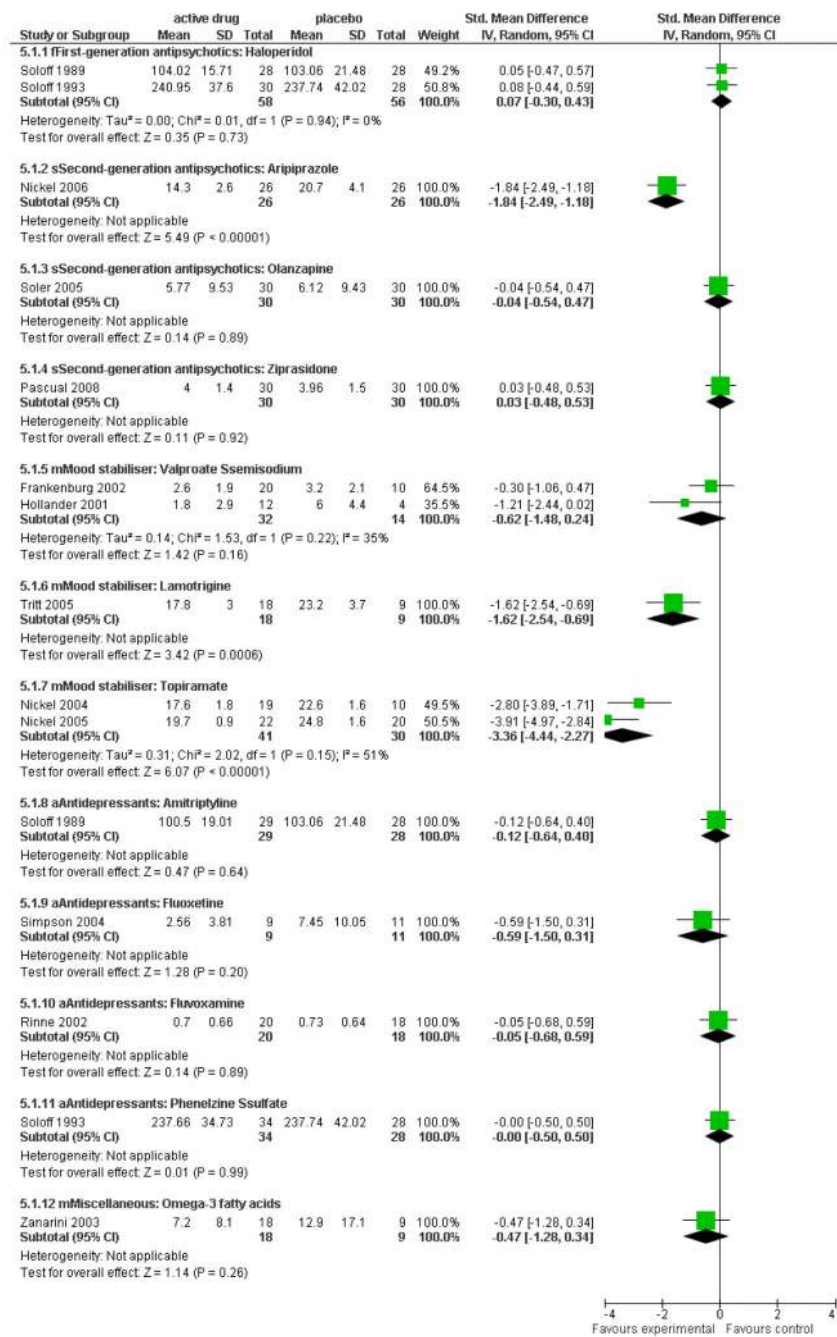 active drug placebo Std. Mean Difference Std. Mean Difference
Study or Subgroup Mean SD Total Mean SD Total Weight IV, Random, 95% CI IV, Random, 95% CI
5.1.1 fFirst-generation antipsychotics: Haloperidol
Soloff 1989 104.02 15.71 28 103.06 21.48 28 49.2% 0.05 [-0.47, 0.57]
Soloff 1993 240.95 37.6 30 237.74 42.02 28 50.8% 0.08 [-0.44, 0.59]
Subtotal (95% CI) 58 56 100.0% 0.07 [-0.30, 0.43]
Heterogeneity: Tau² = 0.00; Chi² = 0.01, df = 1 (P = 0.94); I² = 0%
Test for overall effect: Z = 0.35 (P = 0.73)
5.1.2 sSecond-generation antipsychotics: Aripiprazole
Nickel 2006 14.3 2.6 26 20.7 4.1 26 100.0% -1.84 [-2.49, -1.18]
Subtotal (95% CI) 26 26 100.0% -1.84 [-2.49, -1.18]
Heterogeneity: Not applicable
Test for overall effect: Z = 5.49 (P < 0.00001)
5.1.3 sSecond-generation antipsychotics: Olanzapine
Soler 2005 5.77 9.53 30 6.12 9.43 30 100.0% -0.04 [-0.54, 0.47]
Subtotal (95% CI) 30 30 100.0% -0.04 [-0.54, 0.47]
Heterogeneity: Not applicable
Test for overall effect: Z = 0.14 (P = 0.89)
5.1.4 sSecond-generation antipsychotics: Ziprasidone
Pascual 2008 4 1.4 30 3.96 1.5 30 100.0% 0.03 [-0.48, 0.53]
Subtotal (95% CI) 30 30 100.0% 0.03 [-0.48, 0.53]
Heterogeneity: Not applicable
Test for overall effect: Z = 0.11 (P = 0.92)
5.1.5 mMood stabiliser: Valproate Ssemisodium
Frankenburg 2002 2.6 1.9 20 3.2 2.1 10 64.5% -0.30 [-1.06, 0.47]
Hollander 2001 1.8 2.9 12 6 4.4 4 35.5% -1.21 [-2.44, 0.02]
Subtotal (95% CI) 32 14 100.0% -0.62 [-1.48, 0.24]
Heterogeneity: Tau² = 0.14; Chi² = 1.53, df = 1 (P = 0.22); I² = 35%
Test for overall effect: Z = 1.42 (P = 0.16)
5.1.6 mMood stabiliser: Lamotrigine
Tritt 2005 17.8 3 18 23.2 3.7 9 100.0% -1.62 [-2.54, -0.69]
Subtotal (95% CI) 18 9 100.0% -1.62 [-2.54, -0.69]
Heterogeneity: Not applicable
Test for overall effect: Z = 3.42 (P = 0.0006)
5.1.7 mMood stabiliser: Topiramate
Nickel 2004 17.6 1.8 19 22.6 1.6 10 49.5% -2.80 [-3.89, -1.71]
Nickel 2005 19.7 0.9 22 24.8 1.6 20 50.5% -3.91 [-4.97, -2.84]
Subtotal (95% CI) 41 30 100.0% -3.36 [-4.44, -2.27]
Heterogeneity: Tau² = 0.31; Chi² = 2.02, df = 1 (P = 0.15); I² = 51%
Test for overall effect: Z = 6.07 (P < 0.00001)
5.1.8 aAntidepressants: Amitriptyline
Soloff 1989 100.5 19.01 29 103.06 21.48 28 100.0% -0.12 [-0.64, 0.40]
Subtotal (95% CI) 29 28 100.0% -0.12 [-0.64, 0.40]
Heterogeneity: Not applicable
Test for overall effect: Z = 0.47 (P = 0.64)
5.1.9 aAntidepressants: Fluoxetine
Simpson 2004 2.56 3.81 9 7.45 10.05 11 100.0% -0.59 [-1.50, 0.31]
Subtotal (95% CI) 9 11 100.0% -0.59 [-1.50, 0.31]
Heterogeneity: Not applicable
Test for overall effect: Z = 1.28 (P = 0.20)
5.1.10 aAntidepressants: Fluvoxamine
Rinne 2002 0.7 0.66 20 0.73 0.64 18 100.0% -0.05 [-0.68, 0.59]
Subtotal (95% CI) 20 18 100.0% -0.05 [-0.68, 0.59]
Heterogeneity: Not applicable
Test for overall effect: Z = 0.14 (P = 0.89)
5.1.11 aAntidepressants: Phenelzine Ssulfate
Soloff 1993 237.66 34.73 34 237.74 42.02 28 100.0% -0.00 [-0.50, 0.50]
Subtotal (95% CI) 34 28 100.0% -0.00 [-0.50, 0.50]
Heterogeneity: Not applicable
Test for overall effect: Z = 0.01 (P = 0.99)
5.1.12 mMiscellaneous: Omega-3 fatty acids
Zanarini 2003 7.2 8.1 18 12.9 17.1 9 100.0% -0.47 [-1.28, 0.34]
Subtotal (95% CI) 18 9 100.0% -0.47 [-1.28, 0.34]
Heterogeneity: Not applicable
Test for overall effect: Z = 1.14 (P = 0.26)
-4 -2 0 2 4
Favours experimental Favours control